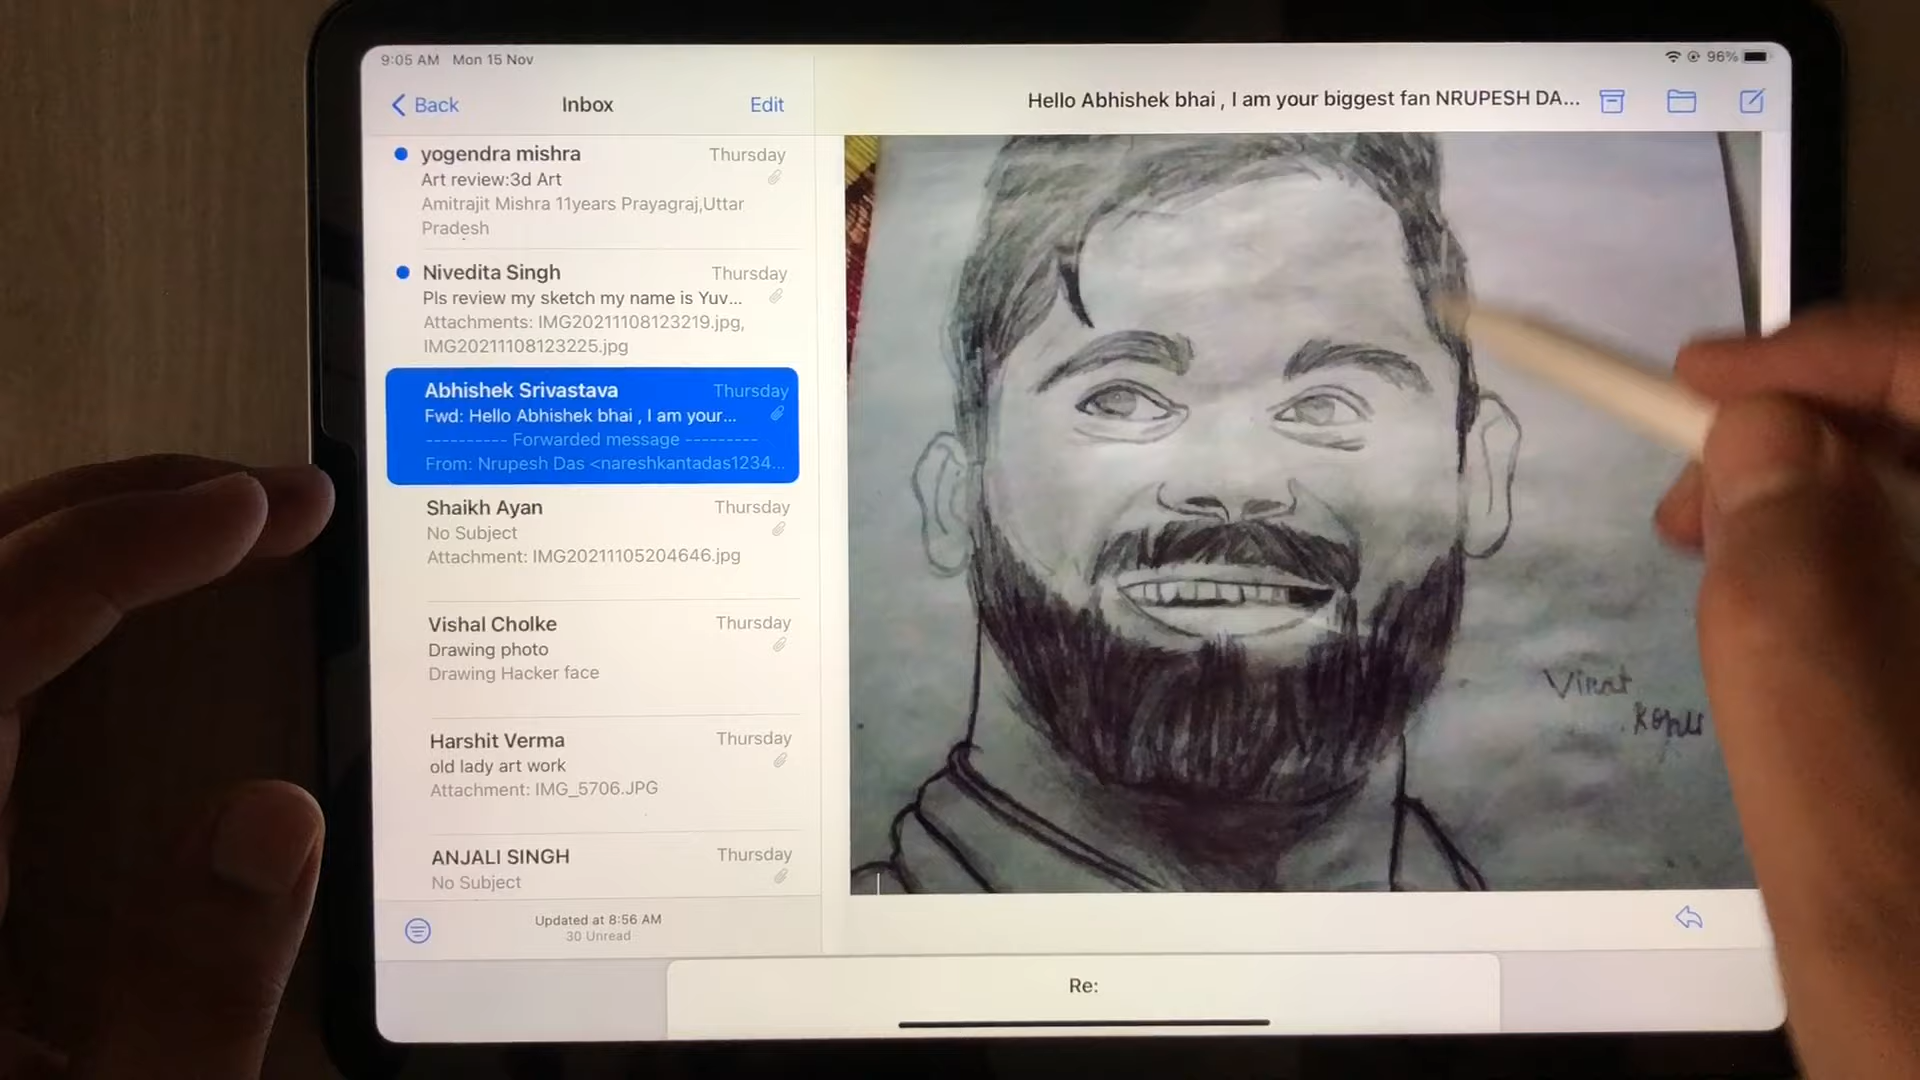 9:05 AM Mon 15 Nov
96%
Back
Inbox
Edit
Hello Abhishek bhai , I am your biggest fan NRUPESH DA...
yogendra mishra
Thursday
Art review:3d Art
Amitrajit Mishra 11years Prayagraj,Uttar
Pradesh
Nivedita Singh
Thursday
Pls review my sketch my name is Yuv...
Attachments: IMG20211108123219.jpg,
IMG20211108123225.jpg
Abhishek Srivastava
Thursday
Fwd: Hello Abhishek bhai , I am your...
---------- Forwarded message ---------
From: Nrupesh Das <nareshkantadas1234...
Shaikh Ayan
Thursday
No Subject
Attachment: IMG20211105204646.jpg
Vishal Cholke
Thursday
Drawing photo
Drawing Hacker face
Harshit Verma
Thursday
old lady art work
Attachment: IMG_5706.JPG
ANJALI SINGH
Thursday
No Subject
Updated at 8:56 AM
30 Unread
Virat
Kohli
Re: